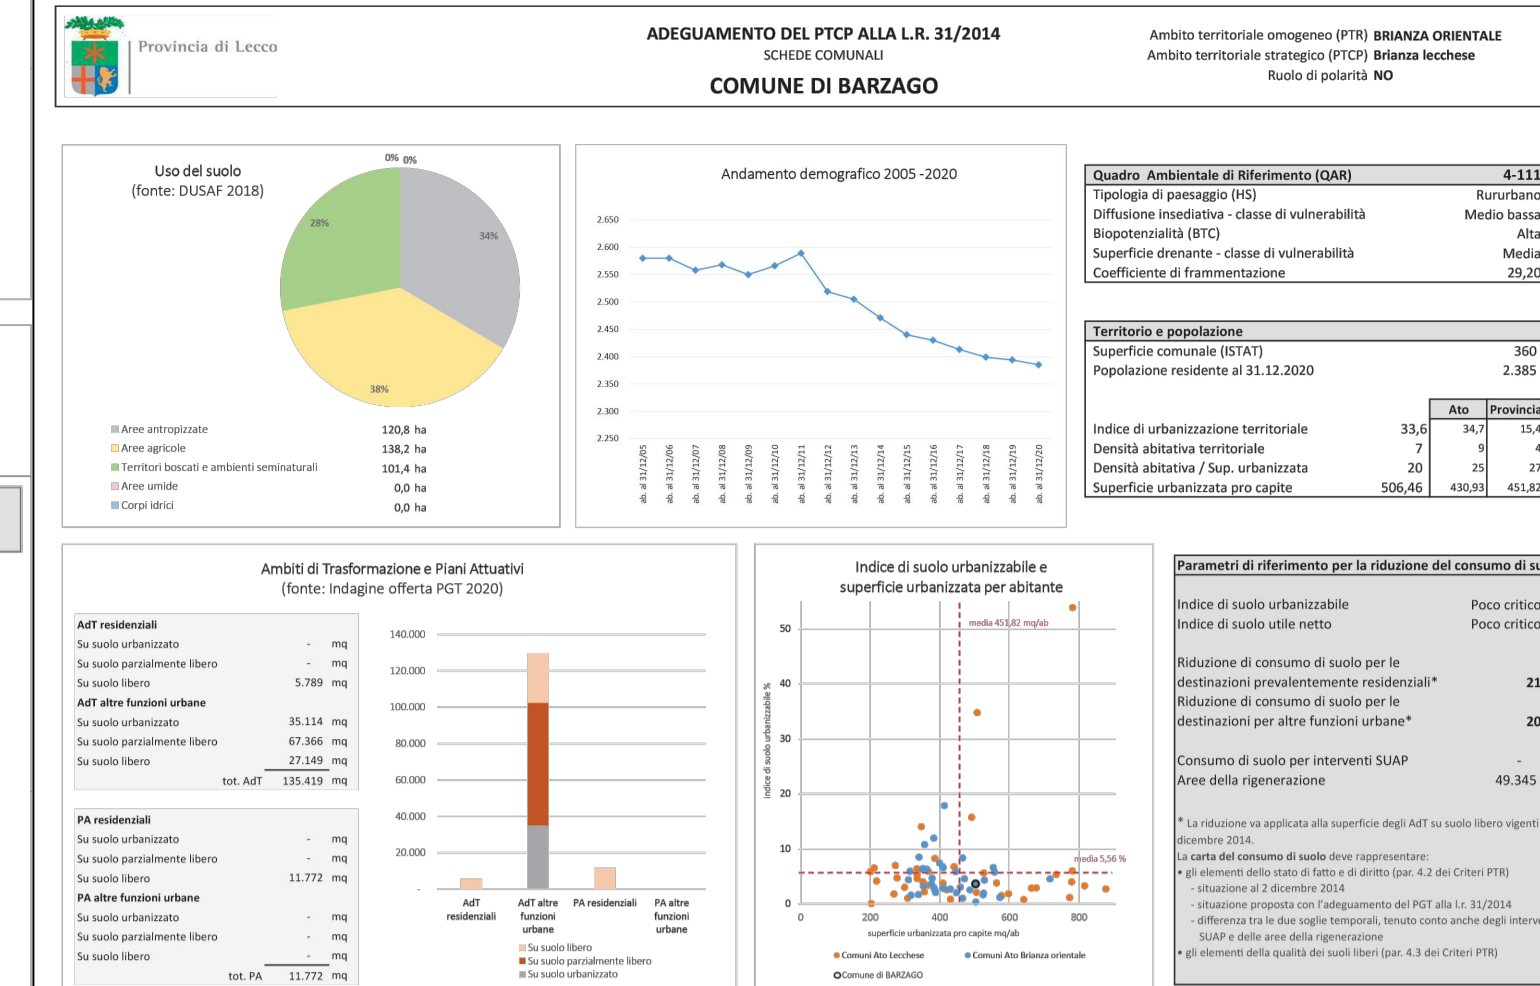 Provincia di Lecco
ADEGUAMENTO DEL PTCP ALLA L.R. 31/2014
SCHEDE COMUNALI
COMUNE DI BARZAGO
Ambito territoriale omogeneo (PTR) BRIANZA ORIENTALE
Ambito territoriale strategico (PTCP) Brianza lecchese
Ruolo di polarità NO
Uso del suolo
(fonte: DUSAF 2018)
0% 0%
28%
34%
38%
Aree antropizzate 120,8 ha
Aree agricole 138,2 ha
Territori boscati e ambienti seminaturali 101,4 ha
Aree umide 0,0 ha
Corpi idrici 0,0 ha
Andamento demografico 2005 -2020
2.650
2.600
2.550
2.500
2.450
2.400
2.350
2.300
2.250
ab. al 31/12/05
ab. al 31/12/06
ab. al 31/12/07
ab. al 31/12/08
ab. al 31/12/09
ab. al 31/12/10
ab. al 31/12/11
ab. al 31/12/12
ab. al 31/12/13
ab. al 31/12/14
ab. al 31/12/15
ab. al 31/12/16
ab. al 31/12/17
ab. al 31/12/18
ab. al 31/12/19
ab. al 31/12/20
Quadro Ambientale di Riferimento (QAR) 4-111
Tipologia di paesaggio (HS) Rururbano
Diffusione insediativa - classe di vulnerabilità Medio bassa
Biopotenzialità (BTC) Alta
Superficie drenante - classe di vulnerabilità Media
Coefficiente di frammentazione 29,20
Territorio e popolazione
Superficie comunale (ISTAT) 360
Popolazione residente al 31.12.2020 2.385
Ato Provincia
Indice di urbanizzazione territoriale 33,6 34,7 15,4
Densità abitativa territoriale 7 9 4
Densità abitativa / Sup. urbanizzata 20 25 27
Superficie urbanizzata pro capite 506,46 430,93 451,82
Ambiti di Trasformazione e Piani Attuativi
(fonte: Indagine offerta PGT 2020)
AdT residenziali
Su suolo urbanizzato - mq
Su suolo parzialmente libero - mq
Su suolo libero 5.789 mq
AdT altre funzioni urbane
Su suolo urbanizzato 35.114 mq
Su suolo parzialmente libero 67.366 mq
Su suolo libero 27.149 mq
tot. AdT 135.419 mq
PA residenziali
Su suolo urbanizzato - mq
Su suolo parzialmente libero - mq
Su suolo libero 11.772 mq
PA altre funzioni urbane
Su suolo urbanizzato - mq
Su suolo parzialmente libero - mq
Su suolo libero - mq
tot. PA 11.772 mq
140.000
120.000
100.000
80.000
60.000
40.000
20.000
-
AdT residenziali
AdT altre funzioni urbane
PA residenziali
PA altre funzioni urbane
Su suolo libero
Su suolo parzialmente libero
Su suolo urbanizzato
Indice di suolo urbanizzabile e
superficie urbanizzata per abitante
media 451,82 mq/ab
media 5,56 %
indice di suolo urbanizzabile %
50
40
30
20
10
0
0 200 400 600 800
superficie urbanizzata pro capite mq/ab
Comuni Ato Lecchese Comuni Ato Brianza orientale
Comune di BARZAGO
Parametri di riferimento per la riduzione del consumo di su
Indice di suolo urbanizzabile Poco critico
Indice di suolo utile netto Poco critico
Riduzione di consumo di suolo per le
destinazioni prevalentemente residenziali* 21
Riduzione di consumo di suolo per le
destinazioni per altre funzioni urbane* 20
Consumo di suolo per interventi SUAP -
Aree della rigenerazione 49.345
* La riduzione va applicata alla superficie degli AdT su suolo libero vigenti
dicembre 2014.
La carta del consumo di suolo deve rappresentare:
• gli elementi dello stato di fatto e di diritto (par. 4.2 dei Criteri PTR)
- situazione al 2 dicembre 2014
- situazione proposta con l'adeguamento del PGT alla l.r. 31/2014
- differenza tra le due soglie temporali, tenuto conto anche degli interve
SUAP e delle aree della rigenerazione
• gli elementi della qualità dei suoli liberi (par. 4.3 dei Criteri PTR)